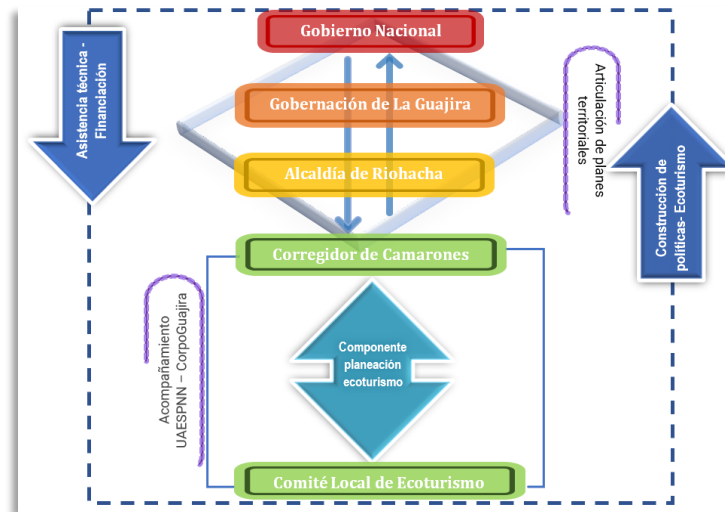 Gobierno Nacional
Asistencia técnica -
Financiación
Gobernación de La Guajira
Articulación de planes
territoriales
Alcaldía de Riohacha
Construcción de
políticas- Ecoturismo
Corregidor de Camarones
Acompañamiento
UAESPNN – CorpoGuajira
Componente
planeación
ecoturismo
Comité Local de Ecoturismo